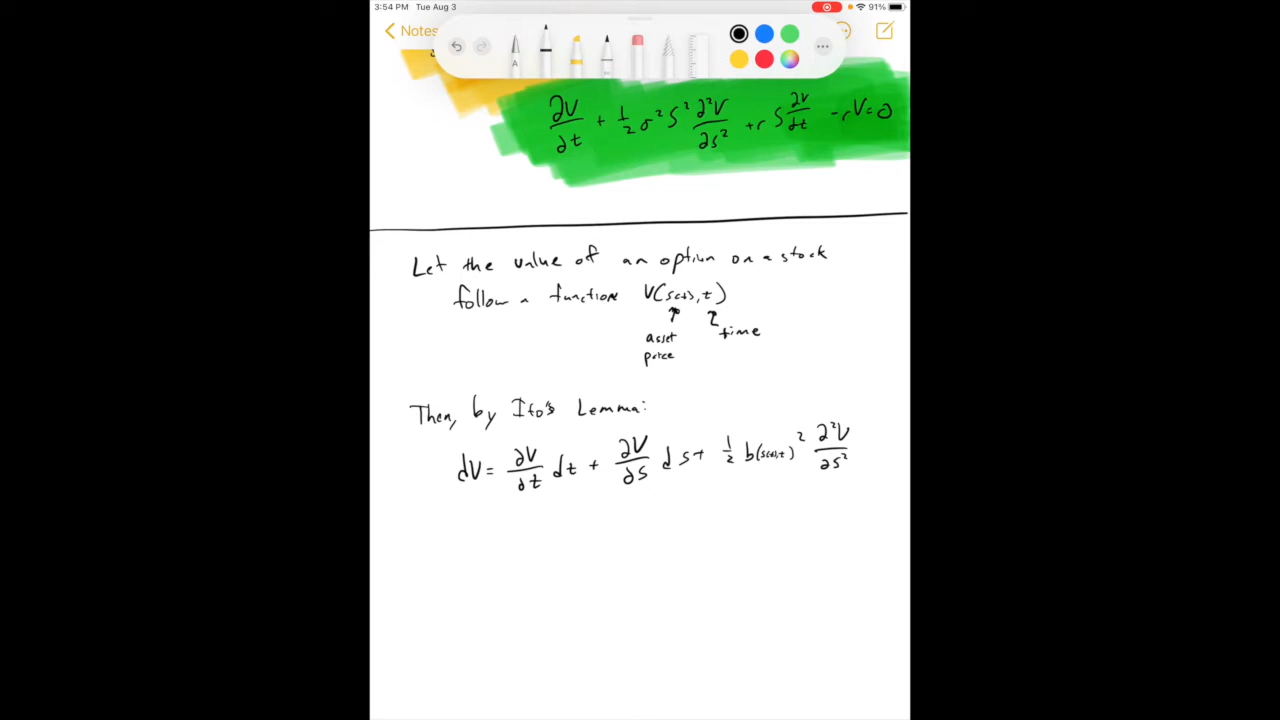 3:54 PM Tue Aug 3
91%
Notes
∂V/∂t + 1/2 σ² S² ∂²V/∂s² + r S ∂V/∂t - rV = 0
Let the value of an option on a stock
follow a function V(s(t), t)
asset
price
time
Then, by Ito's Lemma:
dV = ∂V/∂t dt + ∂V/∂S ds + 1/2 b(s(t),t)² ∂²V/∂S²